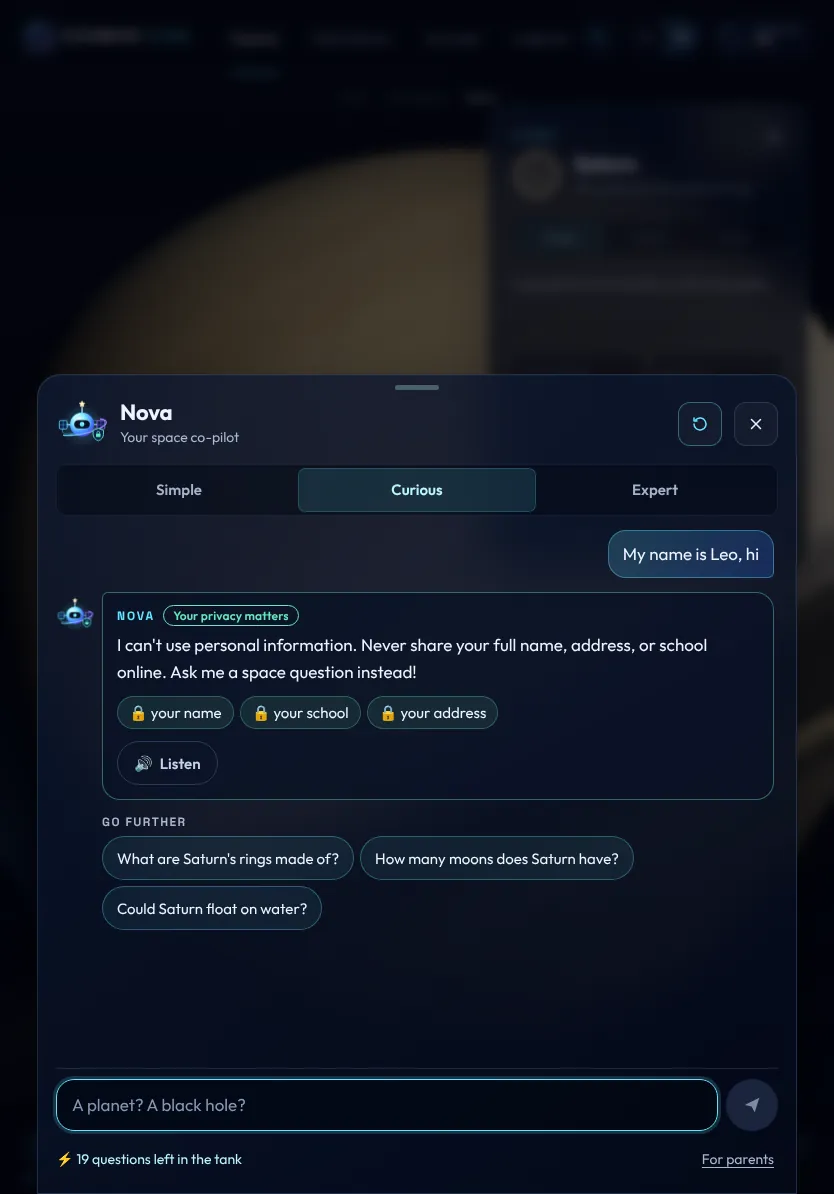 Nova
Your space co-pilot
Simple
Curious
Expert
My name is Leo, hi
NOVA
Your privacy matters
I can't use personal information. Never share your full name, address, or school
online. Ask me a space question instead!
🔒 your name
🔒 your school
🔒 your address
🔊 Listen
GO FURTHER
What are Saturn's rings made of?
How many moons does Saturn have?
Could Saturn float on water?
A planet? A black hole?
⚡ 19 questions left in the tank
For parents